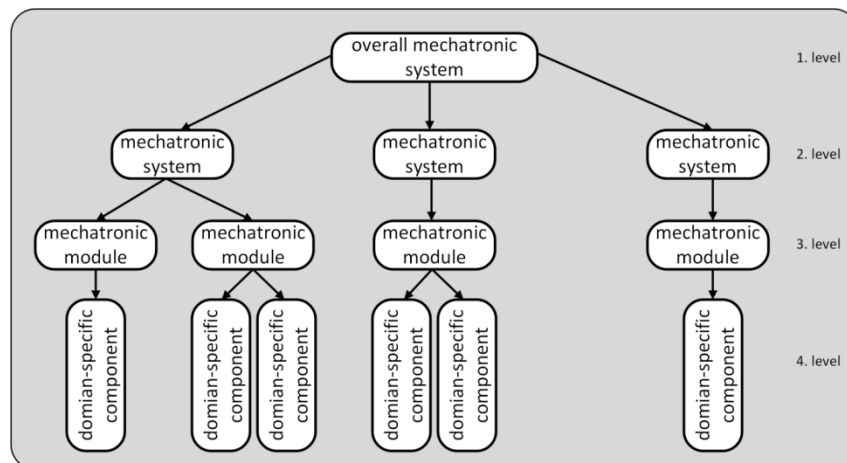 overall mechatronic
system
1. level
mechatronic
system
mechatronic
system
mechatronic
system
2. level
mechatronic
module
mechatronic
module
mechatronic
module
mechatronic
module
3. level
domian-specific
component
domian-specific
component
domian-specific
component
domian-specific
component
domian-specific
component
domian-specific
component
4. level